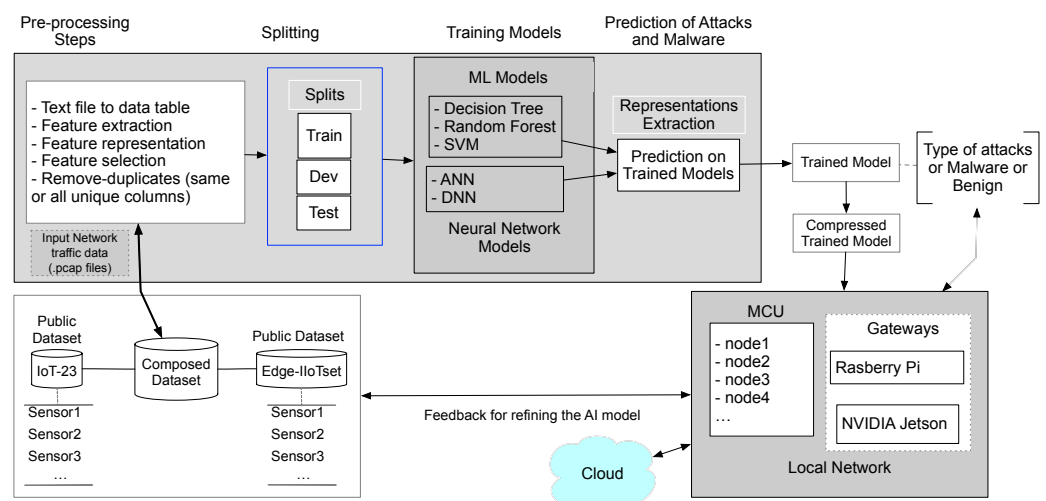 Pre-processing
Steps
Splitting
Training Models
Prediction of Attacks
and Malware
- Text file to data table
- Feature extraction
- Feature representation
- Feature selection
- Remove-duplicates (same
or all unique columns)
Input Network
traffic data
(.pcap files)
Splits
Train
Dev
Test
ML Models
- Decision Tree
- Random Forest
- SVM
- ANN
- DNN
Neural Network
Models
Representations
Extraction
Prediction on
Trained Models
Trained Model
Compressed
Trained Model
Type of attacks
or Malware or
Benign
Public
Dataset
IoT-23
Sensor1
Sensor2
Sensor3
...
Composed
Dataset
Public Dataset
Edge-IIoTset
Sensor1
Sensor2
Sensor3
...
Feedback for refining the AI model
Cloud
MCU
- node1
- node2
- node3
- node4
...
Gateways
Rasberry Pi
NVIDIA Jetson
Local Network